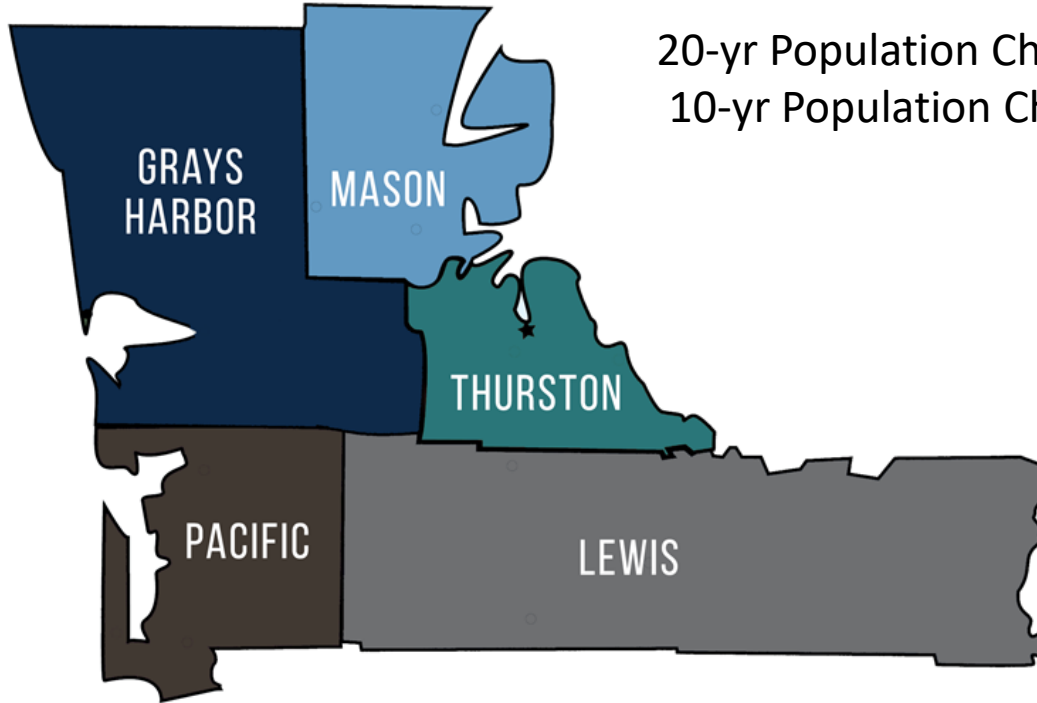 20-yr Population Ch
10-yr Population Ch
GRAYS
HARBOR
MASON
THURSTON
PACIFIC
LEWIS